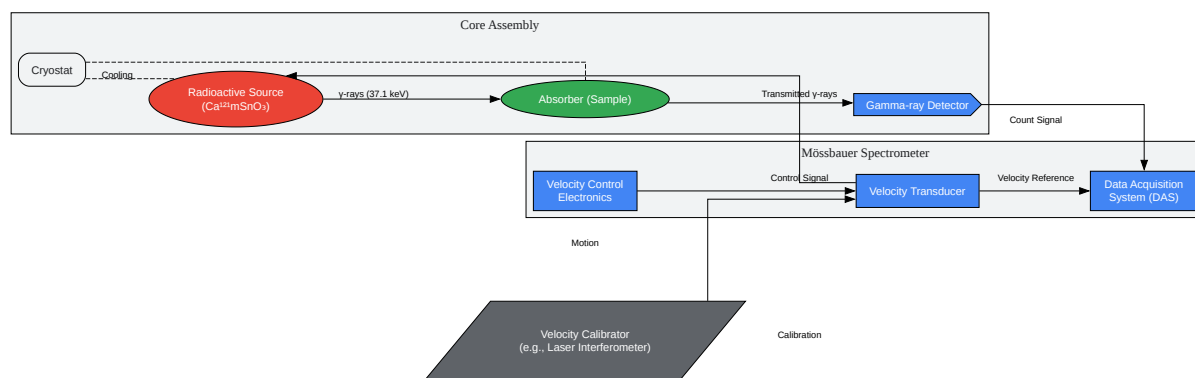 Core Assembly
Cryostat
Cooling
Radioactive Source
(Ca¹²¹mSnO₃)
γ-rays (37.1 keV)
Absorber (Sample)
Transmitted γ-rays
Gamma-ray Detector
Count Signal
Mössbauer Spectrometer
Velocity Control
Electronics
Control Signal
Velocity Transducer
Velocity Reference
Data Acquisition
System (DAS)
Motion
Velocity Calibrator
(e.g., Laser Interferometer)
Calibration